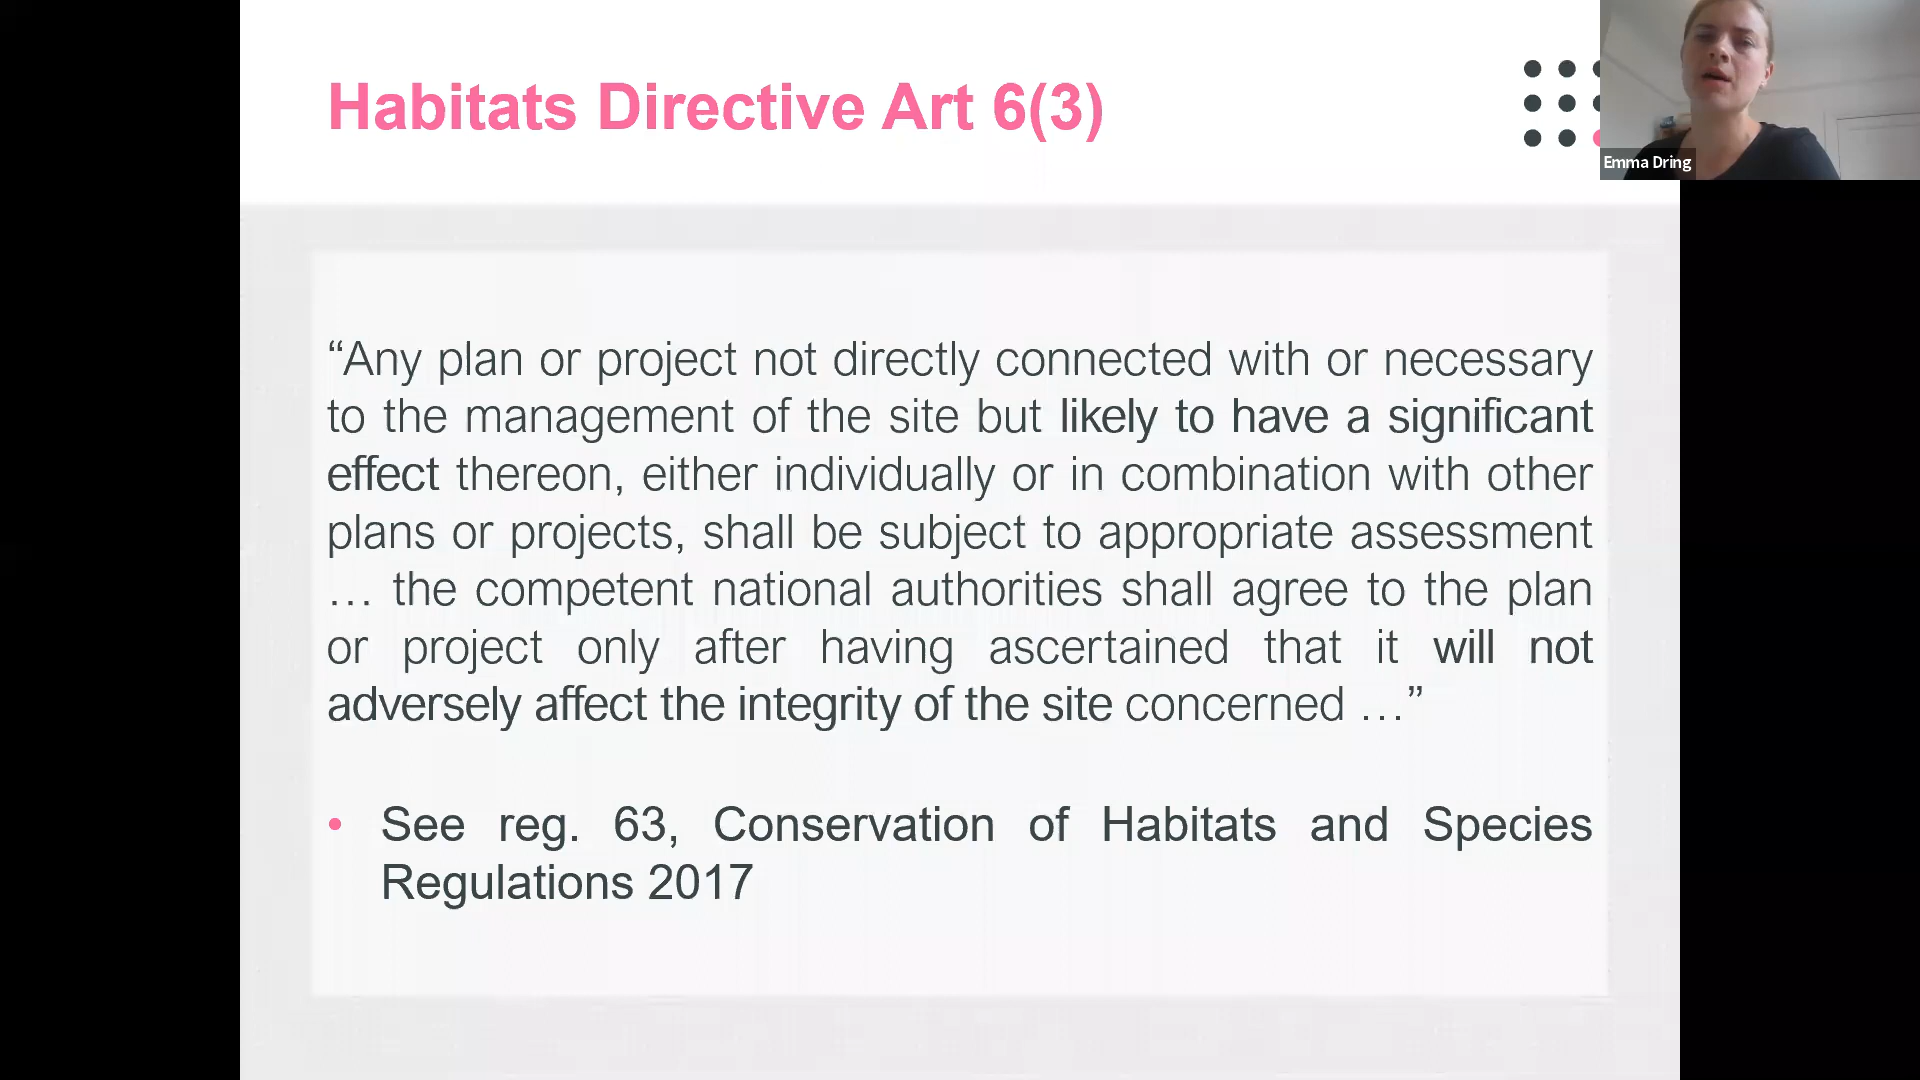 Habitats Directive Art 6(3)
Emma Dring
“Any plan or project not directly connected with or necessary
to the management of the site but likely to have a significant
effect thereon, either individually or in combination with other
plans or projects, shall be subject to appropriate assessment
… the competent national authorities shall agree to the plan
or project only after having ascertained that it will not
adversely affect the integrity of the site concerned …”
• See reg. 63, Conservation of Habitats and Species
Regulations 2017